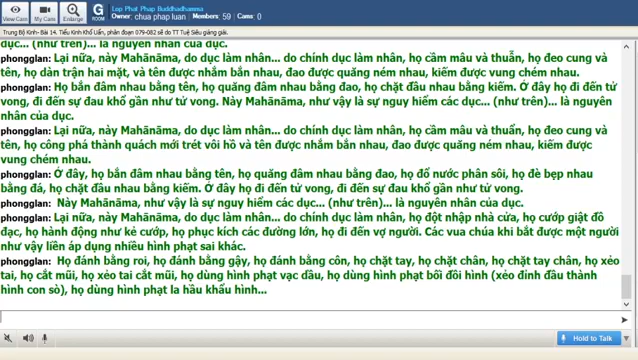 View Cam
My Cam
Enlarge
G
ROOM
Lep Phat Phap Buddhadhamma
Owner: chua phap luan | Members: 59 | Cams: 0
Trung Bộ Kinh- Bài 14. Tiểu Kinh Khổ Uẩn, phân đoạn 079-082 sẽ do TT Tuệ Siêu giảng giải.
dục... (như trên)... là nguyên nhân của dục.
phongglan: Lại nữa, này Mahānāma, do dục làm nhân... do chính dục làm nhân, họ cầm mâu và thuẫn, họ đeo cung và
tên, họ dàn trận hai mặt, và tên được nhắm bắn nhau, đao được quăng ném nhau, kiếm được vung chém nhau.
phongglan: Họ bắn đâm nhau bằng tên, họ quăng đâm nhau bằng đao, họ chặt đầu nhau bằng kiếm. Ở đây họ đi đến tử
vong, đi đến sự đau khổ gần như tử vong. Này Mahānāma, như vậy là sự nguy hiểm các dục... (như trên)... là nguyên
nhân của dục.
phongglan: Lại nữa, này Mahānāma, do dục làm nhân... do chính dục làm nhân, họ cầm mâu và thuẫn, họ đeo cung và
tên, họ công phá thành quách mới trét vôi hồ và tên được nhắm bắn nhau, đao được quăng ném nhau, kiếm được
vung chém nhau.
phongglan: Ở đây, họ bắn đâm nhau bằng tên, họ quăng đâm nhau bằng đao, họ đổ nước phân sôi, họ đè bẹp nhau
bằng đá, họ chặt đầu nhau bằng kiếm. Ở đây họ đi đến tử vong, đi đến sự đau khổ gần như tử vong.
phongglan: Này Mahānāma, như vậy là sự nguy hiểm các dục... (như trên)... là nguyên nhân của dục.
phongglan: Lại nữa, này Mahānāma, do dục làm nhân... do chính dục làm nhân, họ đột nhập nhà cửa, họ cướp giật đồ
đạc, họ hành động như kẻ cướp, họ phục kích các đường lớn, họ đi đến vợ người. Các vua chúa khi bắt được một người
như vậy liền áp dụng nhiều hình phạt sai khác.
phongglan: Họ đánh bằng roi, họ đánh bằng gậy, họ đánh bằng côn, họ chặt tay, họ chặt chân, họ chặt tay chân, họ xẻo
tai, họ cắt mũi, họ xẻo tai cắt mũi, họ dùng hình phạt vạc dầu, họ dùng hình phạt bối đồi hình (xẻo đỉnh đầu thành
hình con sò), họ dùng hình phạt la hầu khẩu hình...
Hold to Talk